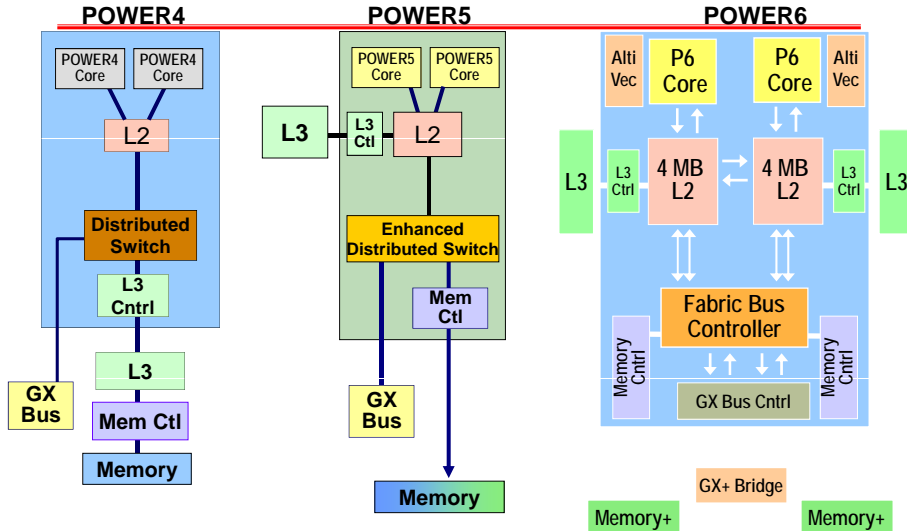 POWER4
POWER4
Core
POWER4
Core
L2
Distributed
Switch
L3
Cntrl
L3
GX
Bus
Mem Ctl
Memory
POWER5
POWER5
Core
POWER5
Core
L3
L3
Ctl
L2
Enhanced
Distributed Switch
Mem
Ctl
GX
Bus
Memory
POWER6
Alti
Vec
P6
Core
P6
Core
Alti
Vec
L3
L3
Ctrl
4 MB
L2
4 MB
L2
L3
Ctrl
L3
Fabric Bus
Controller
Memory
Cntrl
Memory
Cntrl
GX Bus Cntrl
GX+ Bridge
Memory+
Memory+